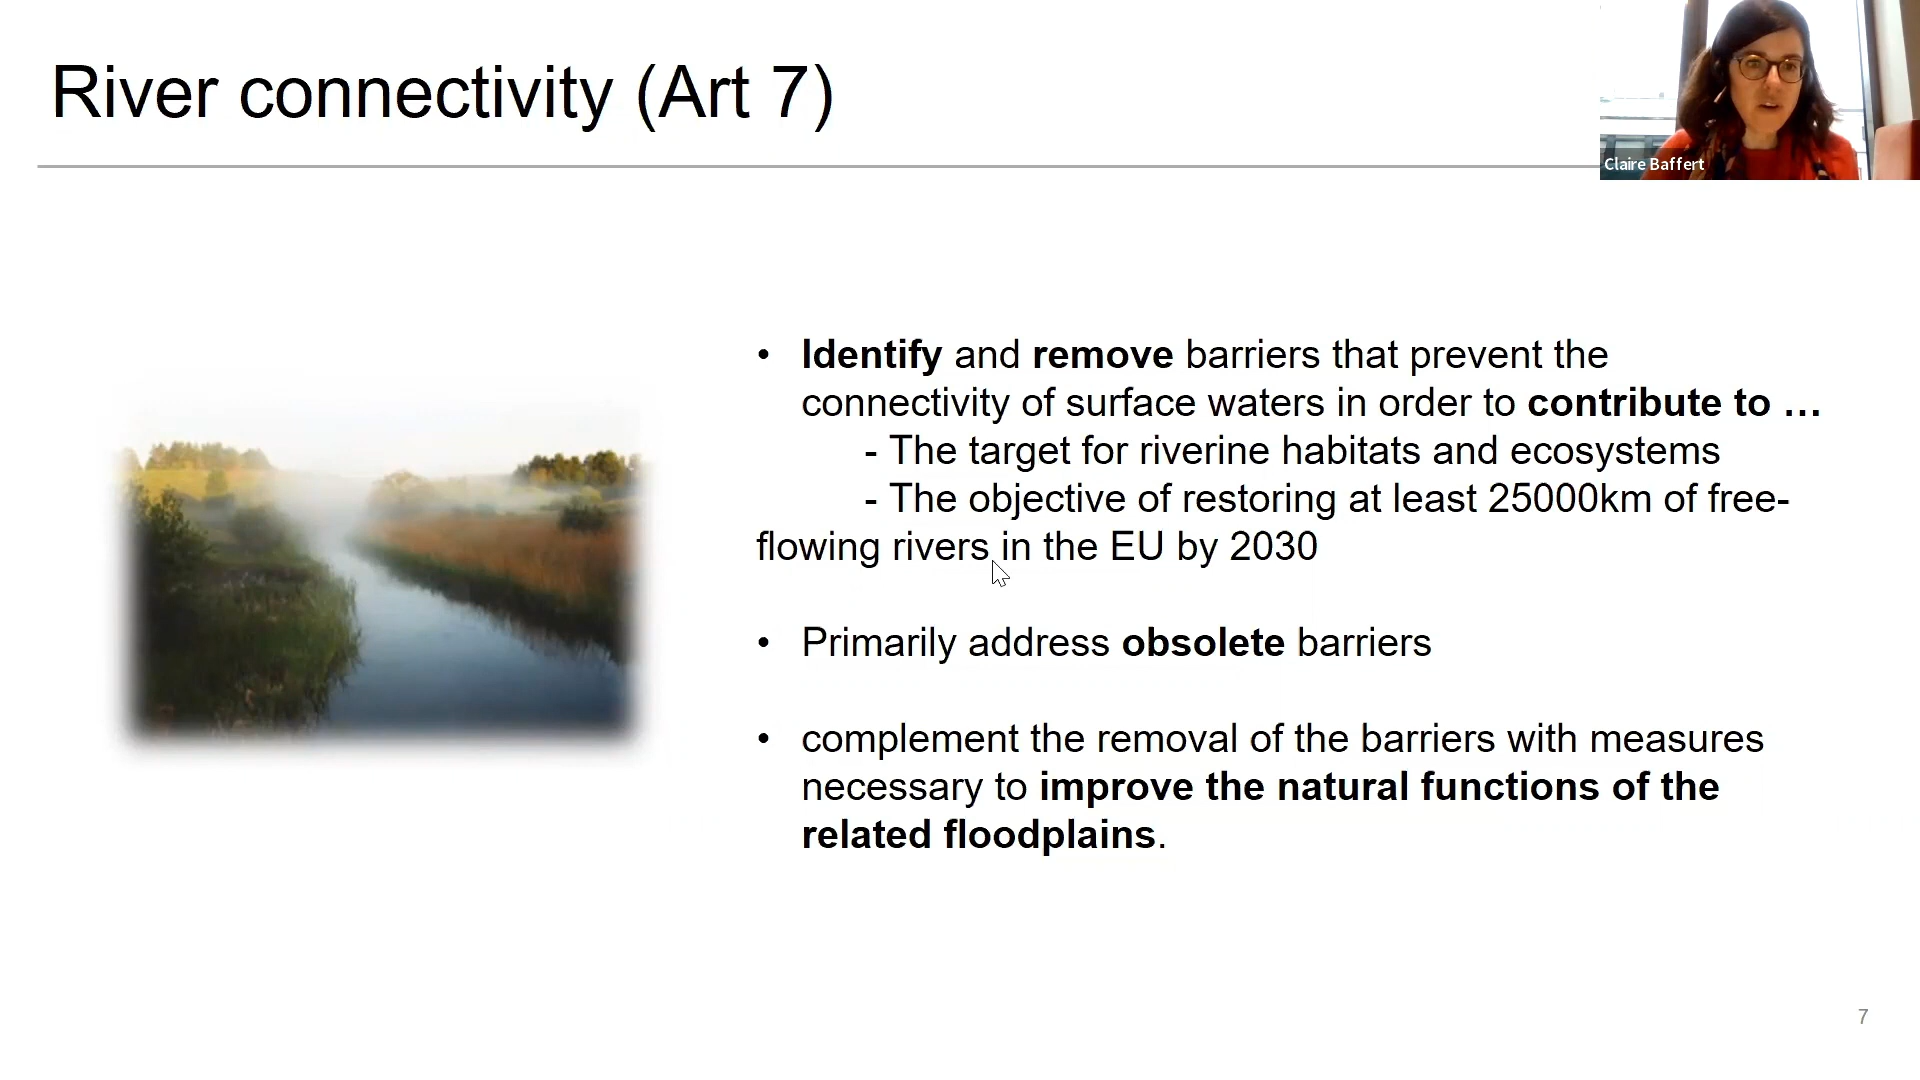 River connectivity (Art 7)
Claire Baffert
• Identify and remove barriers that prevent the
connectivity of surface waters in order to contribute to ...
- The target for riverine habitats and ecosystems
- The objective of restoring at least 25000km of free-
flowing rivers in the EU by 2030
• Primarily address obsolete barriers
• complement the removal of the barriers with measures
necessary to improve the natural functions of the
related floodplains.
7